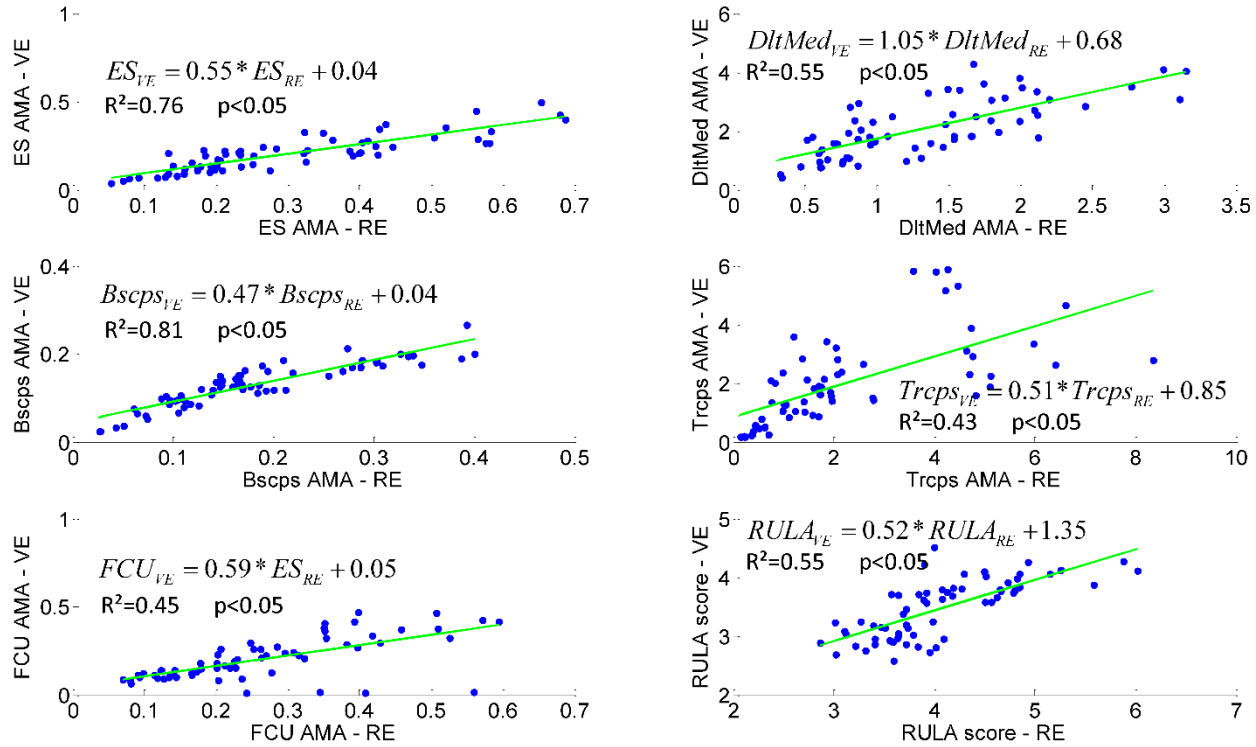 ES AMA - VE
1
0.5
0
ES_VE = 0.55 * ES_RE + 0.04
R²=0.76 p<0.05
0 0.1 0.2 0.3 0.4 0.5 0.6 0.7
ES AMA - RE
DltMed AMA - VE
6
4
2
0
DltMed_VE = 1.05 * DltMed_RE + 0.68
R²=0.55 p<0.05
0 0.5 1 1.5 2 2.5 3 3.5
DltMed AMA - RE
Bscps AMA - VE
0.4
0.2
0
Bscps_VE = 0.47 * Bscps_RE + 0.04
R²=0.81 p<0.05
0 0.1 0.2 0.3 0.4 0.5
Bscps AMA - RE
Trcps AMA - VE
6
4
2
0
Trcps_VE = 0.51 * Trcps_RE + 0.85
R²=0.43 p<0.05
0 2 4 6 8 10
Trcps AMA - RE
FCU AMA - VE
1
0.5
0
FCU_VE = 0.59 * ES_RE + 0.05
R²=0.45 p<0.05
0 0.1 0.2 0.3 0.4 0.5 0.6 0.7
FCU AMA - RE
RULA score - VE
5
4
3
2
RULA_VE = 0.52 * RULA_RE + 1.35
R²=0.55 p<0.05
2 3 4 5 6 7
RULA score - RE